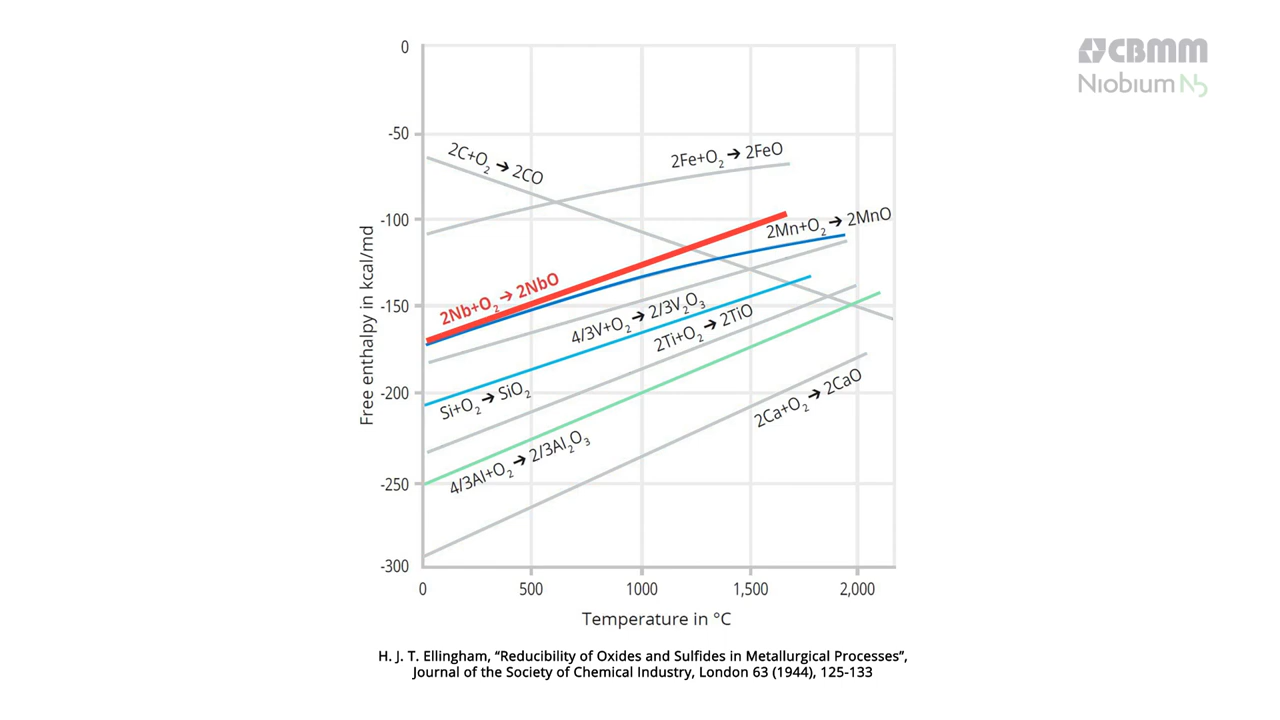 CBMM
Niobium Nb
0
-50
-100
-150
-200
-250
-300
Free enthalpy in kcal/md
2C+O₂ → 2CO
2Fe+O₂ → 2FeO
2Nb+O₂ → 2NbO
2Mn+O₂ → 2MnO
4/3V+O₂ → 2/3V₂O₃
2Ti+O₂ → 2TiO
Si+O₂ → SiO₂
4/3Al+O₂ → 2/3Al₂O₃
2Ca+O₂ → 2CaO
0
500
1000
1,500
2,000
Temperature in °C
H. J. T. Ellingham, “Reducibility of Oxides and Sulfides in Metallurgical Processes”,
Journal of the Society of Chemical Industry, London 63 (1944), 125-133